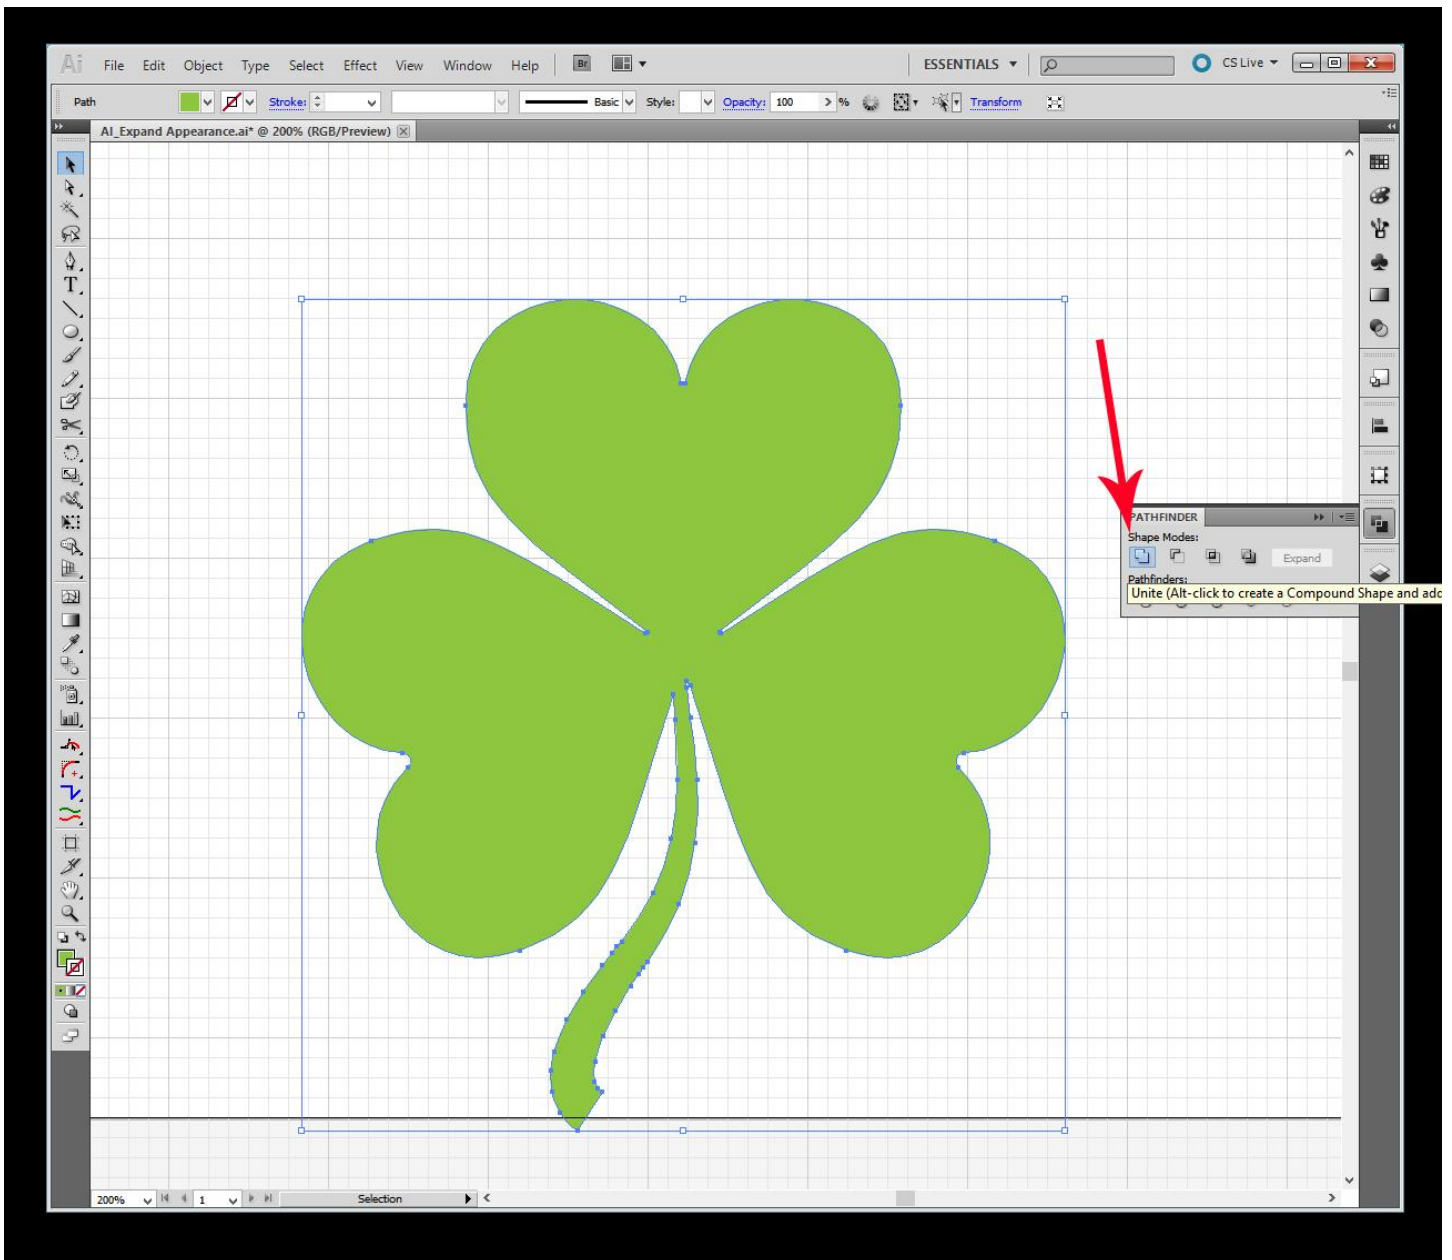 Ai File Edit Object Type Select Effect View Window Help Br ESSENTIALS CS Live
Path Stroke: Basic Style: Opacity: 100 % Transform
AI_Expand Appearance.ai* @ 200% (RGB/Preview)
PATHFINDER
Shape Modes:
Expand
Pathfinders:
Unite (Alt-click to create a Compound Shape and add
200% 1 Selection